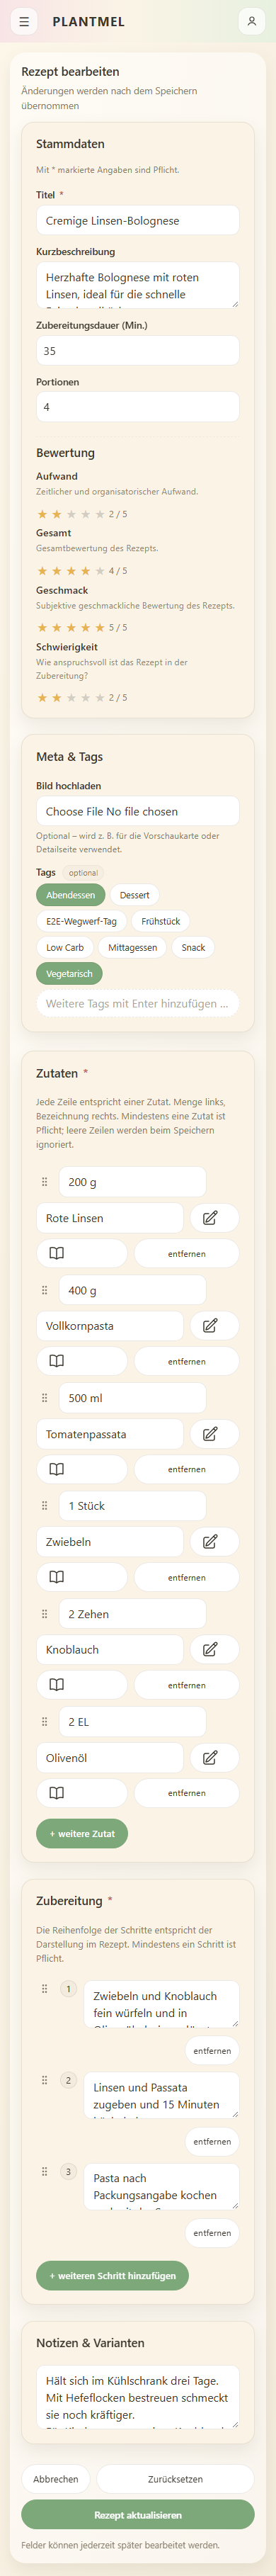 PLANTMEL
Rezept bearbeiten
Änderungen werden nach dem Speichern
übernommen
Stammdaten
Mit * markierte Angaben sind Pflicht.
Titel *
Cremige Linsen-Bolognese
Kurzbeschreibung
Herzhafte Bolognese mit roten
Linsen, ideal für die schnelle
Zubereitungsdauer (Min.)
35
Portionen
4
Bewertung
Aufwand
Zeitlicher und organisatorischer Aufwand.
2 / 5
Gesamt
Gesamtbewertung des Rezepts.
4 / 5
Geschmack
Subjektive geschmackliche Bewertung des Rezepts.
5 / 5
Schwierigkeit
Wie anspruchsvoll ist das Rezept in der
Zubereitung?
2 / 5
Meta & Tags
Bild hochladen
Choose File No file chosen
Optional – wird z. B. für die Vorschaukarte oder
Detailseite verwendet.
Tags optional
Abendessen Dessert
E2E-Wegwerf-Tag Frühstück
Low Carb Mittagessen Snack
Vegetarisch
Weitere Tags mit Enter hinzufügen ...
Zutaten *
Jede Zeile entspricht einer Zutat. Menge links,
Bezeichnung rechts. Mindestens eine Zutat ist
Pflicht; leere Zeilen werden beim Speichern
ignoriert.
200 g
Rote Linsen
entfernen
400 g
Vollkornpasta
entfernen
500 ml
Tomatenpassata
entfernen
1 Stück
Zwiebeln
entfernen
2 Zehen
Knoblauch
entfernen
2 EL
Olivenöl
entfernen
+ weitere Zutat
Zubereitung *
Die Reihenfolge der Schritte entspricht der
Darstellung im Rezept. Mindestens ein Schritt ist
Pflicht.
1 Zwiebeln und Knoblauch
fein würfeln und in
entfernen
2 Linsen und Passata
zugeben und 15 Minuten
entfernen
3 Pasta nach
Packungsangabe kochen
entfernen
+ weiteren Schritt hinzufügen
Notizen & Varianten
Hält sich im Kühlschrank drei Tage.
Mit Hefeflocken bestreuen schmeckt
sie noch kräftiger.
Abbrechen Zurücksetzen
Rezept aktualisieren
Felder können jederzeit später bearbeitet werden.